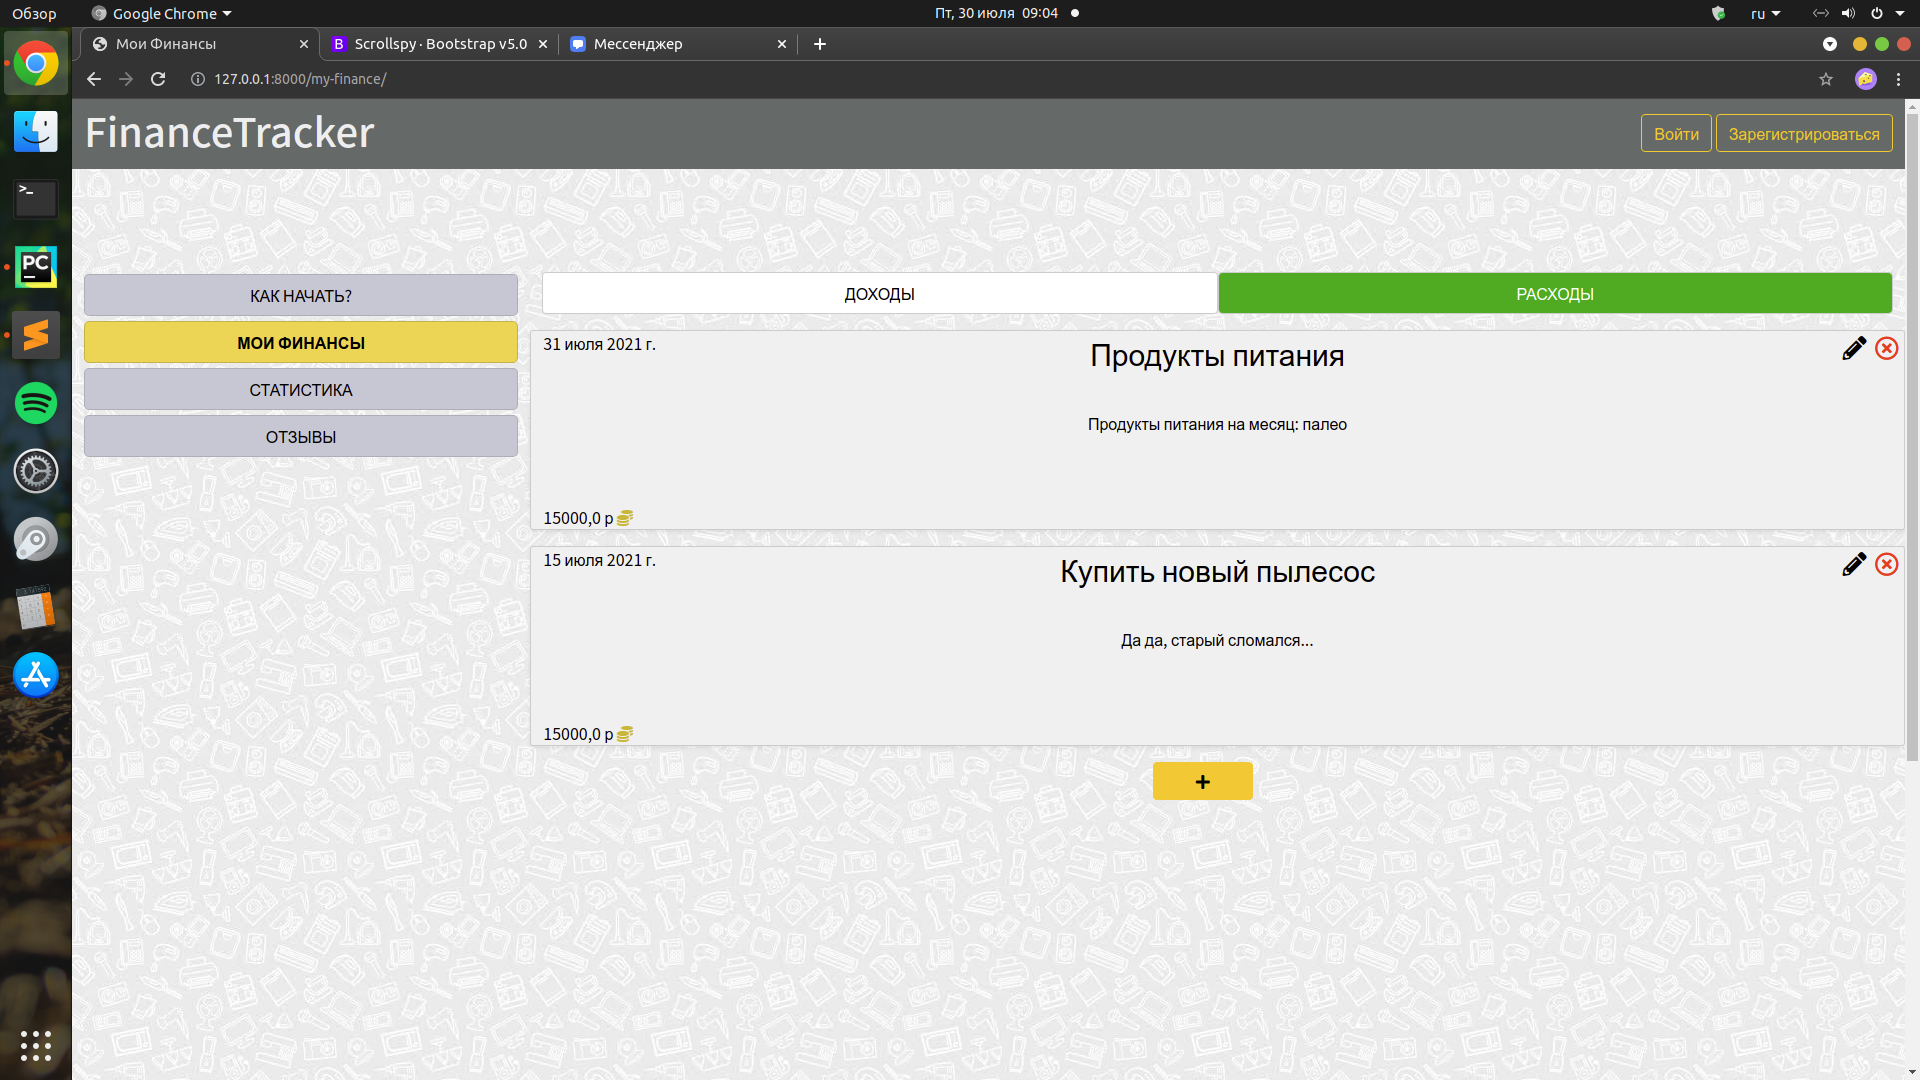 Обзор
Google Chrome
Пт, 30 июля 09:04
ru
Мои Финансы
B
Scrollspy · Bootstrap v5.0
Мессенджер
127.0.0.1:8000/my-finance/
FinanceTracker
Войти
Зарегистрироваться
КАК НАЧАТЬ?
МОИ ФИНАНСЫ
СТАТИСТИКА
ОТЗЫВЫ
ДОХОДЫ
РАСХОДЫ
31 июля 2021 г.
Продукты питания
Продукты питания на месяц: палео
15000,0 р
15 июля 2021 г.
Купить новый пылесос
Да да, старый сломался...
15000,0 р
+
>_
PC